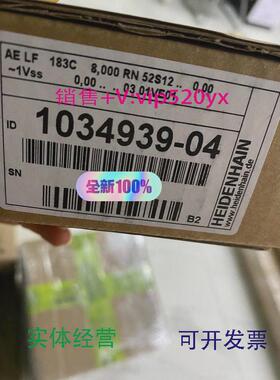 AE LF 183C 8,000 RN 52S12 .. 0,00
~1Vss 0,00 .. 03.01VE01
销售+V:vip520yx
ID 1034939-04
SN
全新100%
B2
HEIDENHAIN
www.heidenhain.de
实体经营
可开发票